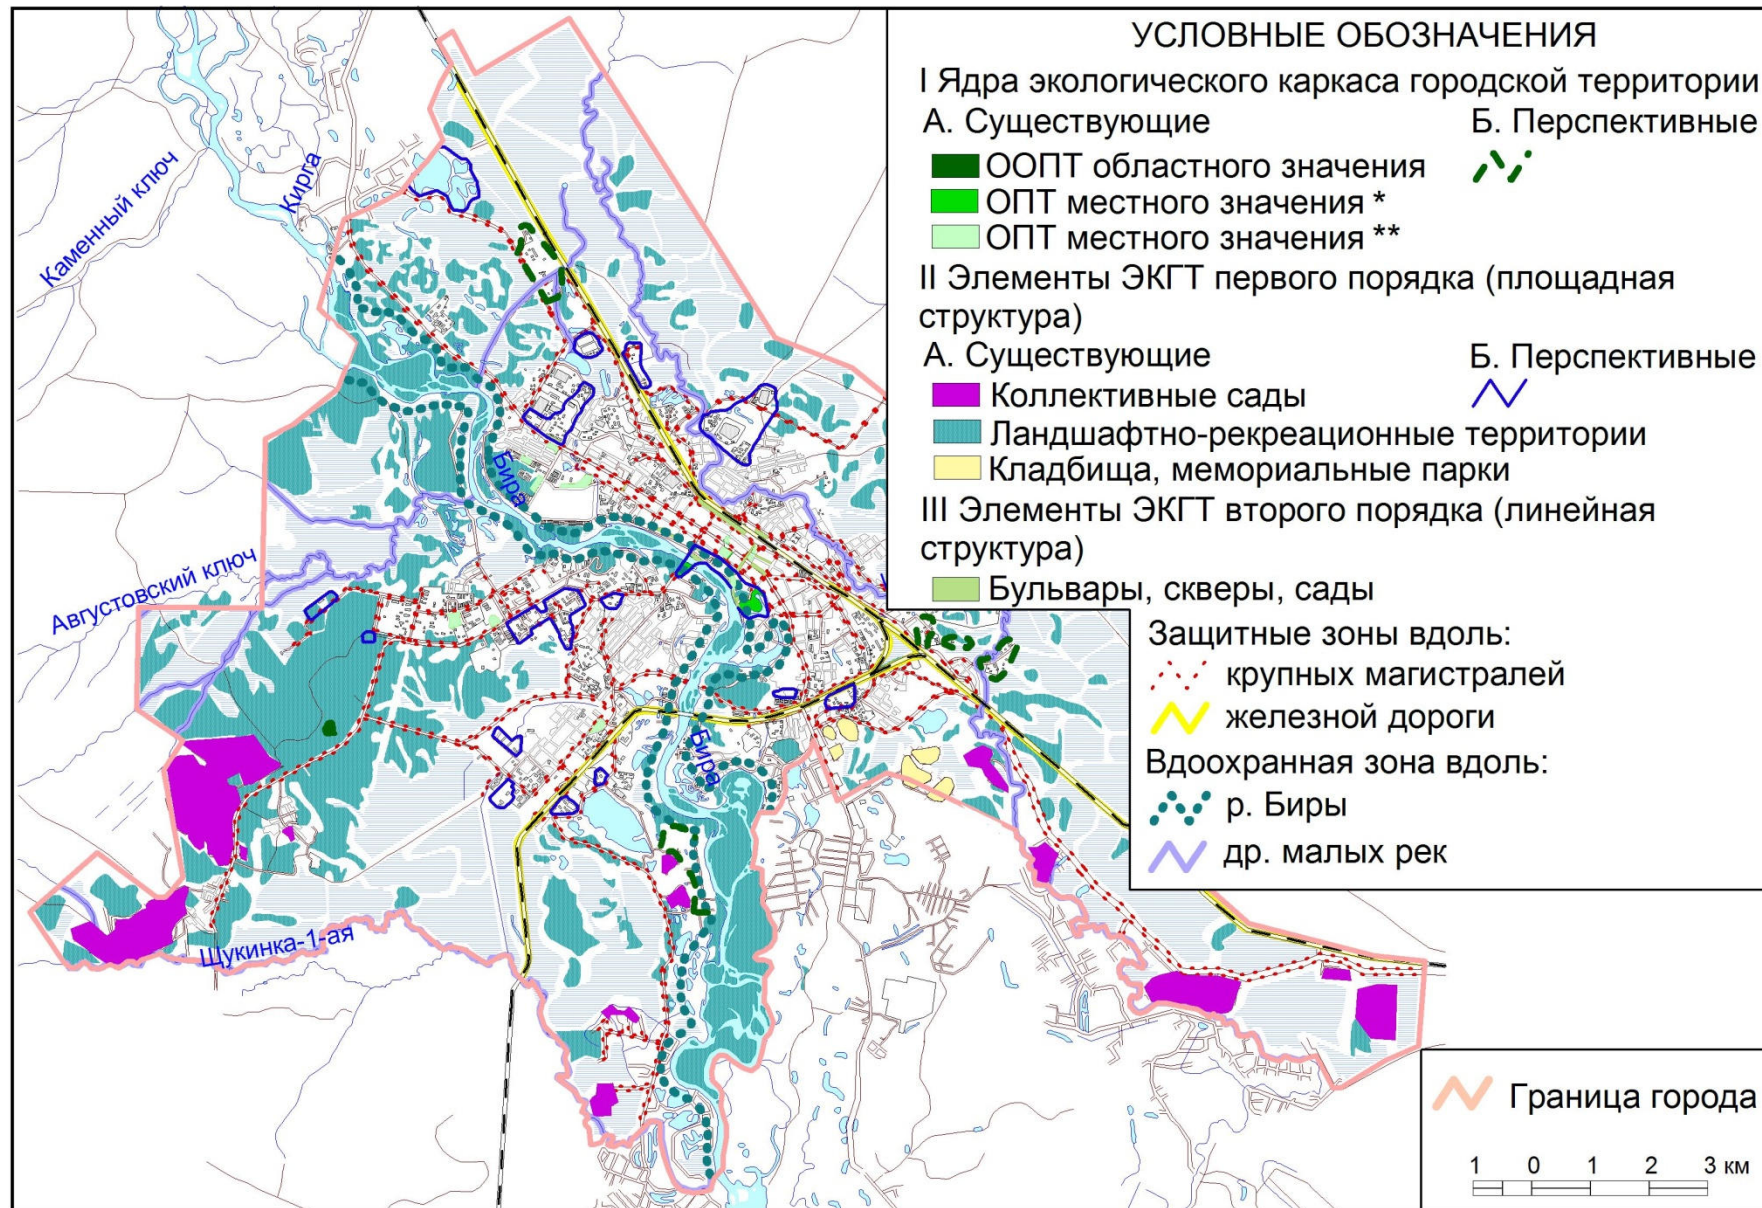 УСЛОВНЫЕ ОБОЗНАЧЕНИЯ
I Ядра экологического каркаса городской территории
А. Существующие Б. Перспективные
ООПТ областного значения
ОПТ местного значения *
ОПТ местного значения **
II Элементы ЭКГТ первого порядка (площадная
структура)
А. Существующие Б. Перспективные
Коллективные сады
Ландшафтно-рекреационные территории
Кладбища, мемориальные парки
III Элементы ЭКГТ второго порядка (линейная
структура)
Бульвары, скверы, сады
Защитные зоны вдоль:
крупных магистралей
железной дороги
Вдоохранная зона вдоль:
р. Биры
др. малых рек
Граница города
1 0 1 2 3 км
Каменный ключ
Кирга
Бира
Августовский ключ
Бира
Щукинка-1-ая